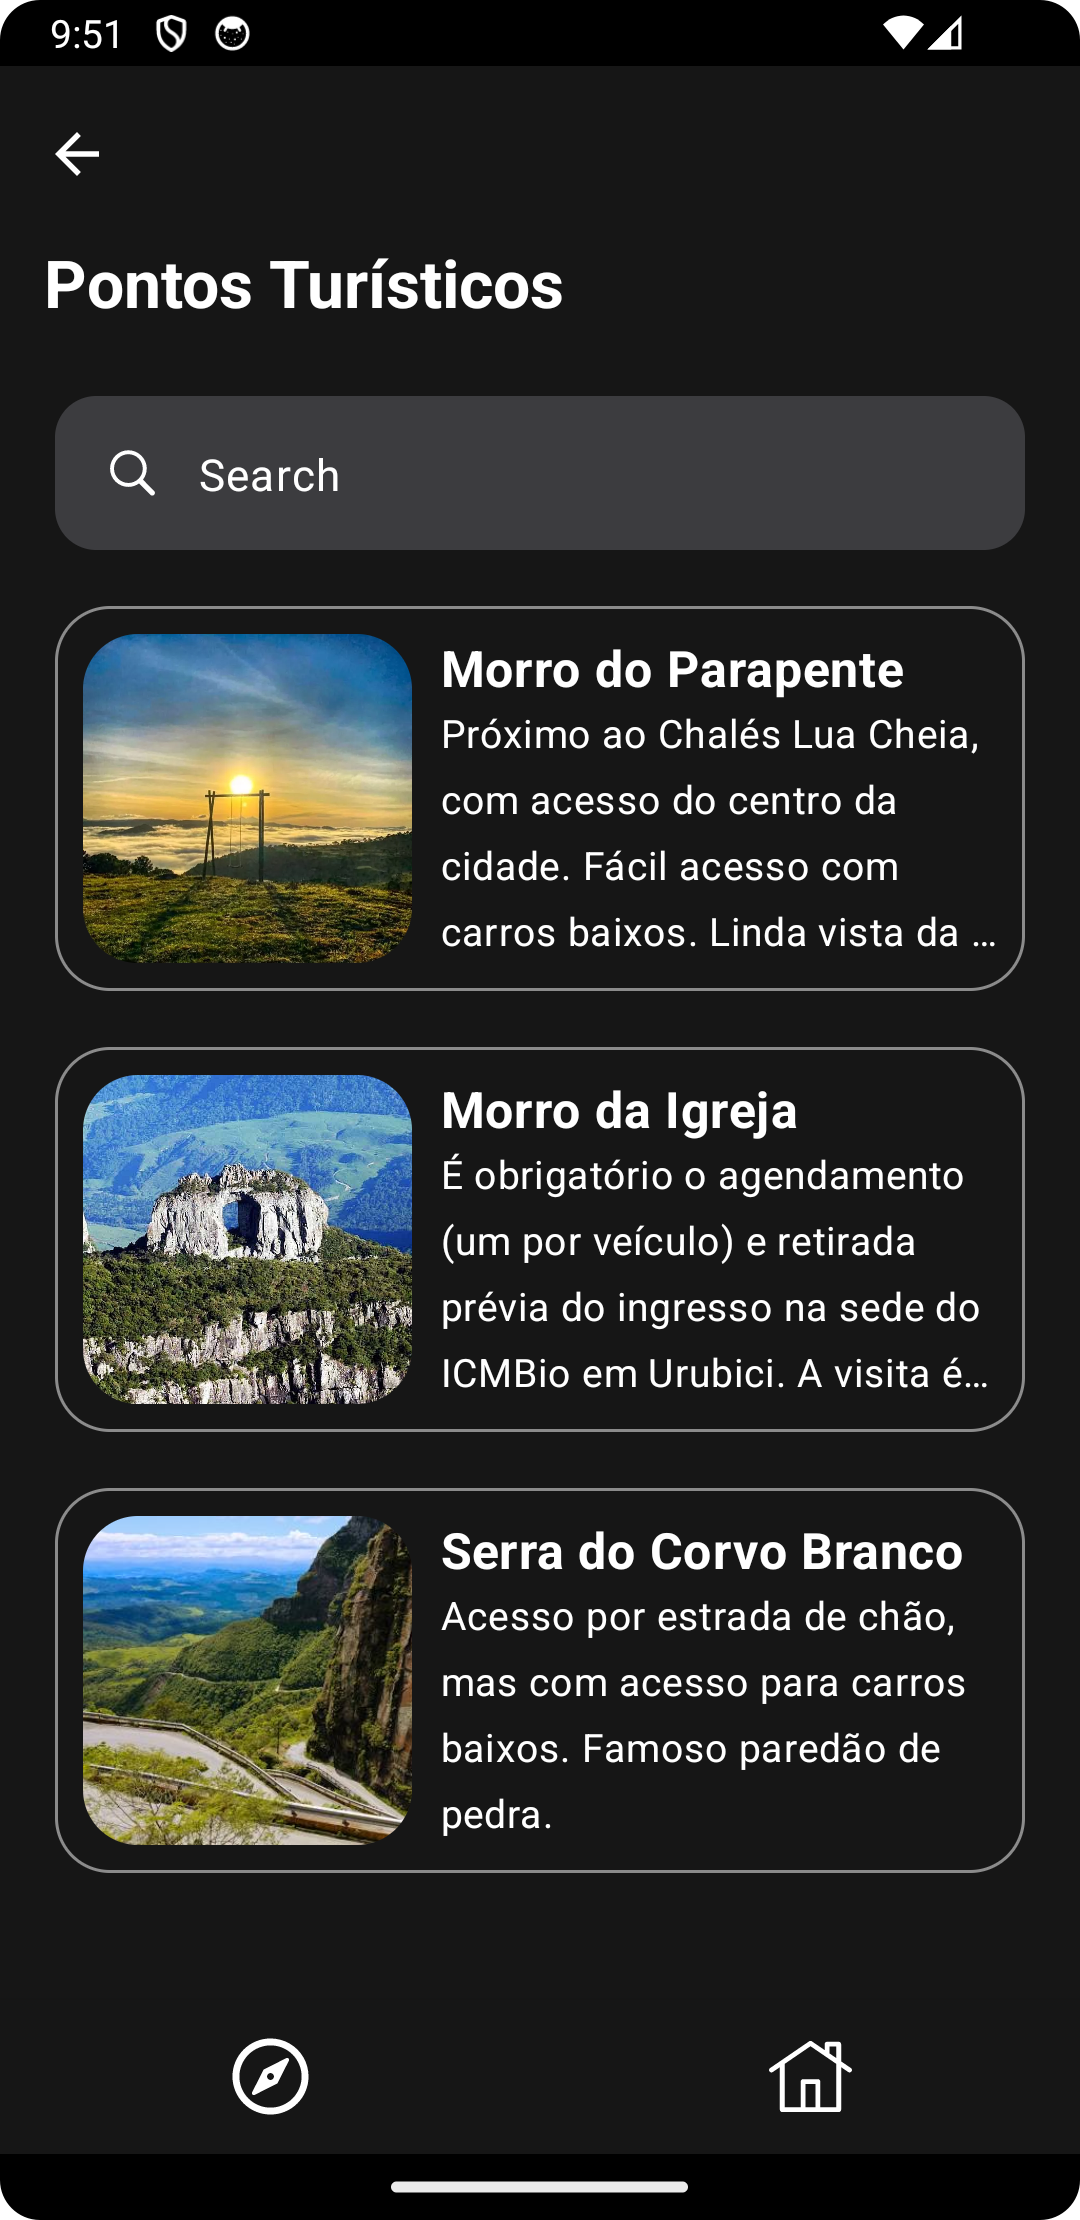 9:51
Pontos Turísticos
Search
Morro do Parapente
Próximo ao Chalés Lua Cheia,
com acesso do centro da
cidade. Fácil acesso com
carros baixos. Linda vista da ...
Morro da Igreja
É obrigatório o agendamento
(um por veículo) e retirada
prévia do ingresso na sede do
ICMBio em Urubici. A visita é...
Serra do Corvo Branco
Acesso por estrada de chão,
mas com acesso para carros
baixos. Famoso paredão de
pedra.